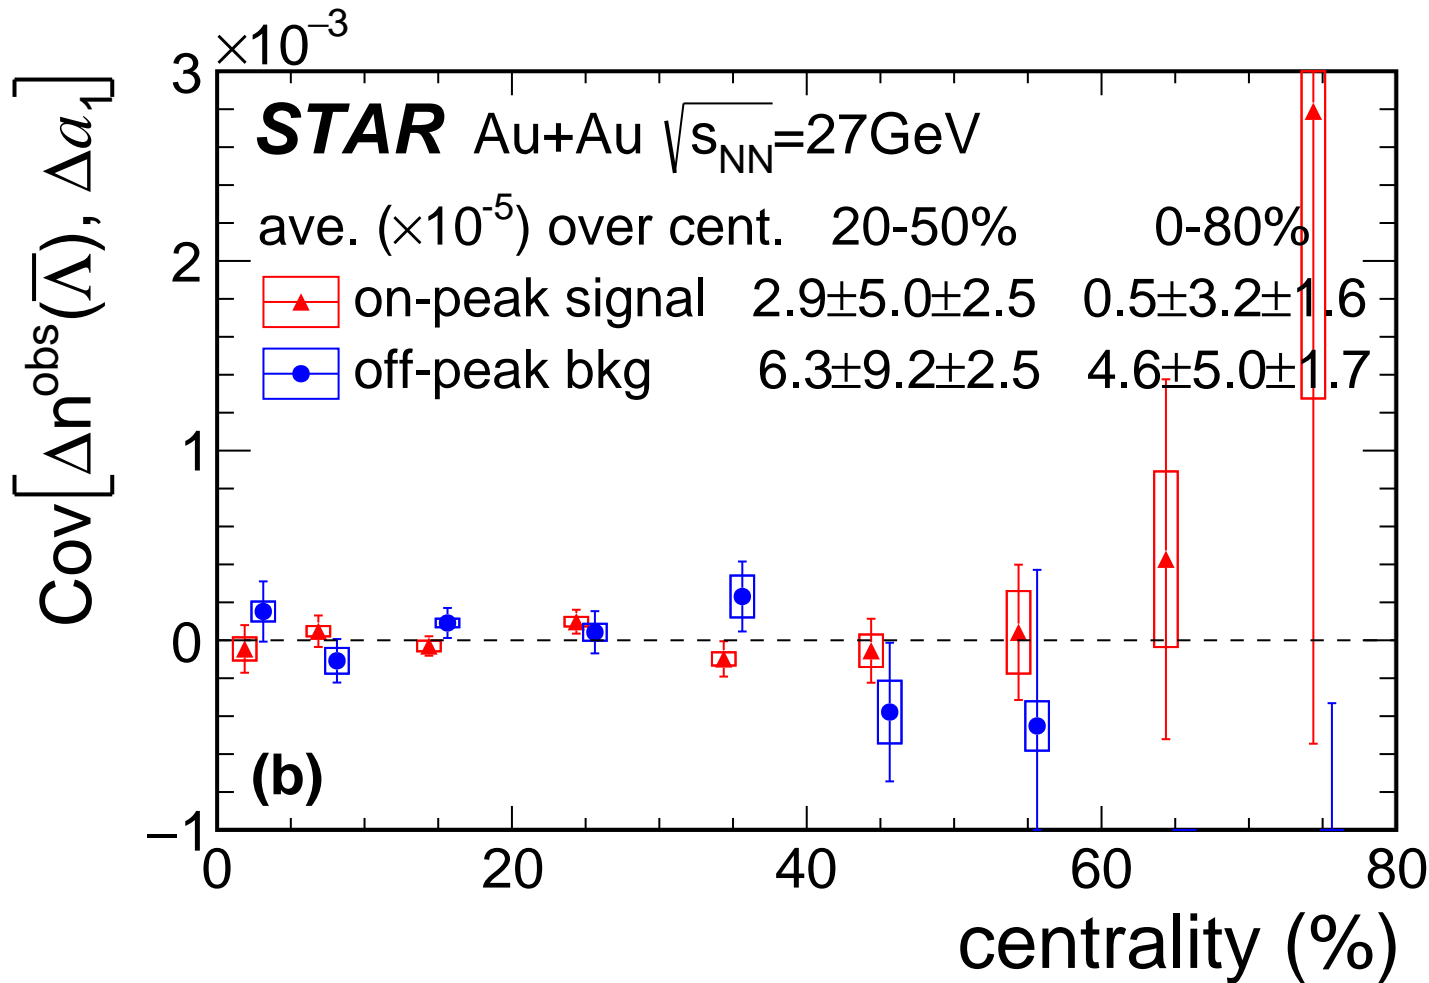 ×10⁻³
Cov[Δn^obs(Λ̅), Δa₁]
3
2
1
0
−1
STAR Au+Au √s_NN=27GeV
ave. (×10⁻⁵) over cent. 20-50% 0-80%
on-peak signal 2.9±5.0±2.5 0.5±3.2±1.6
off-peak bkg 6.3±9.2±2.5 4.6±5.0±1.7
(b)
0 20 40 60 80
centrality (%)